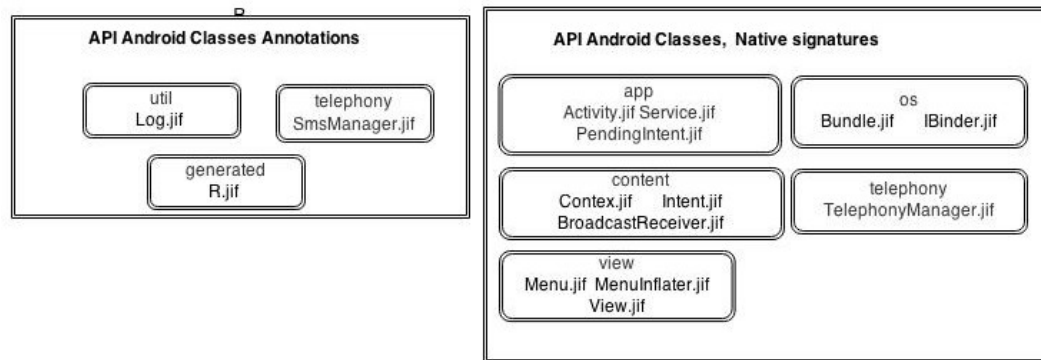 API Android Classes Annotations
util
Log.jif
telephony
SmsManager.jif
generated
R.jif
API Android Classes, Native signatures
app
Activity.jif Service.jif
PendingIntent.jif
os
Bundle.jif IBinder.jif
content
Contex.jif Intent.jif
BroadcastReceiver.jif
telephony
TelephonyManager.jif
view
Menu.jif MenuInflater.jif
View.jif